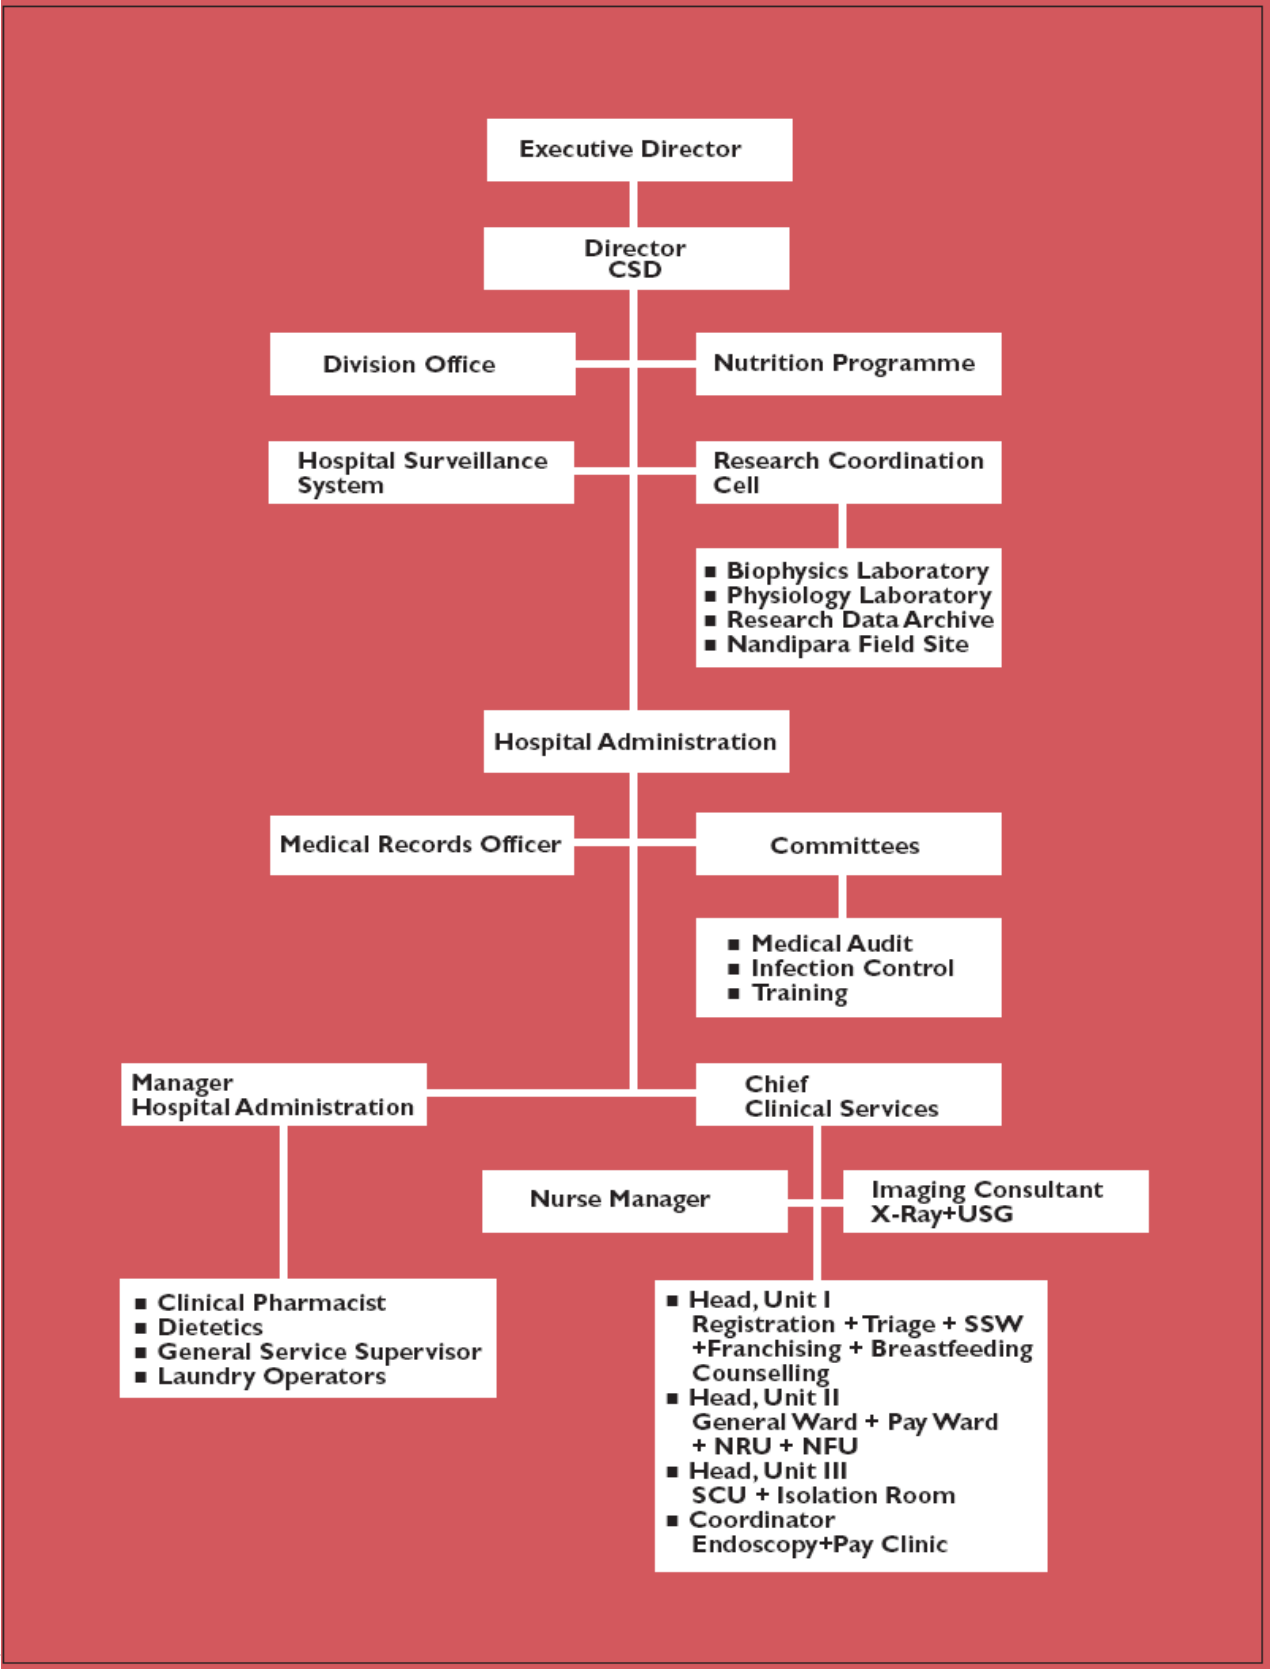 Executive Director
Director
CSD
Division Office
Nutrition Programme
Hospital Surveillance
System
Research Coordination
Cell
▪ Biophysics Laboratory
▪ Physiology Laboratory
▪ Research Data Archive
▪ Nandipara Field Site
Hospital Administration
Medical Records Officer
Committees
▪ Medical Audit
▪ Infection Control
▪ Training
Manager
Hospital Administration
Chief
Clinical Services
Nurse Manager
Imaging Consultant
X-Ray+USG
▪ Clinical Pharmacist
▪ Dietetics
▪ General Service Supervisor
▪ Laundry Operators
▪ Head, Unit I
Registration + Triage + SSW
+Franchising + Breastfeeding
Counselling
▪ Head, Unit II
General Ward + Pay Ward
+ NRU + NFU
▪ Head, Unit III
SCU + Isolation Room
▪ Coordinator
Endoscopy+Pay Clinic